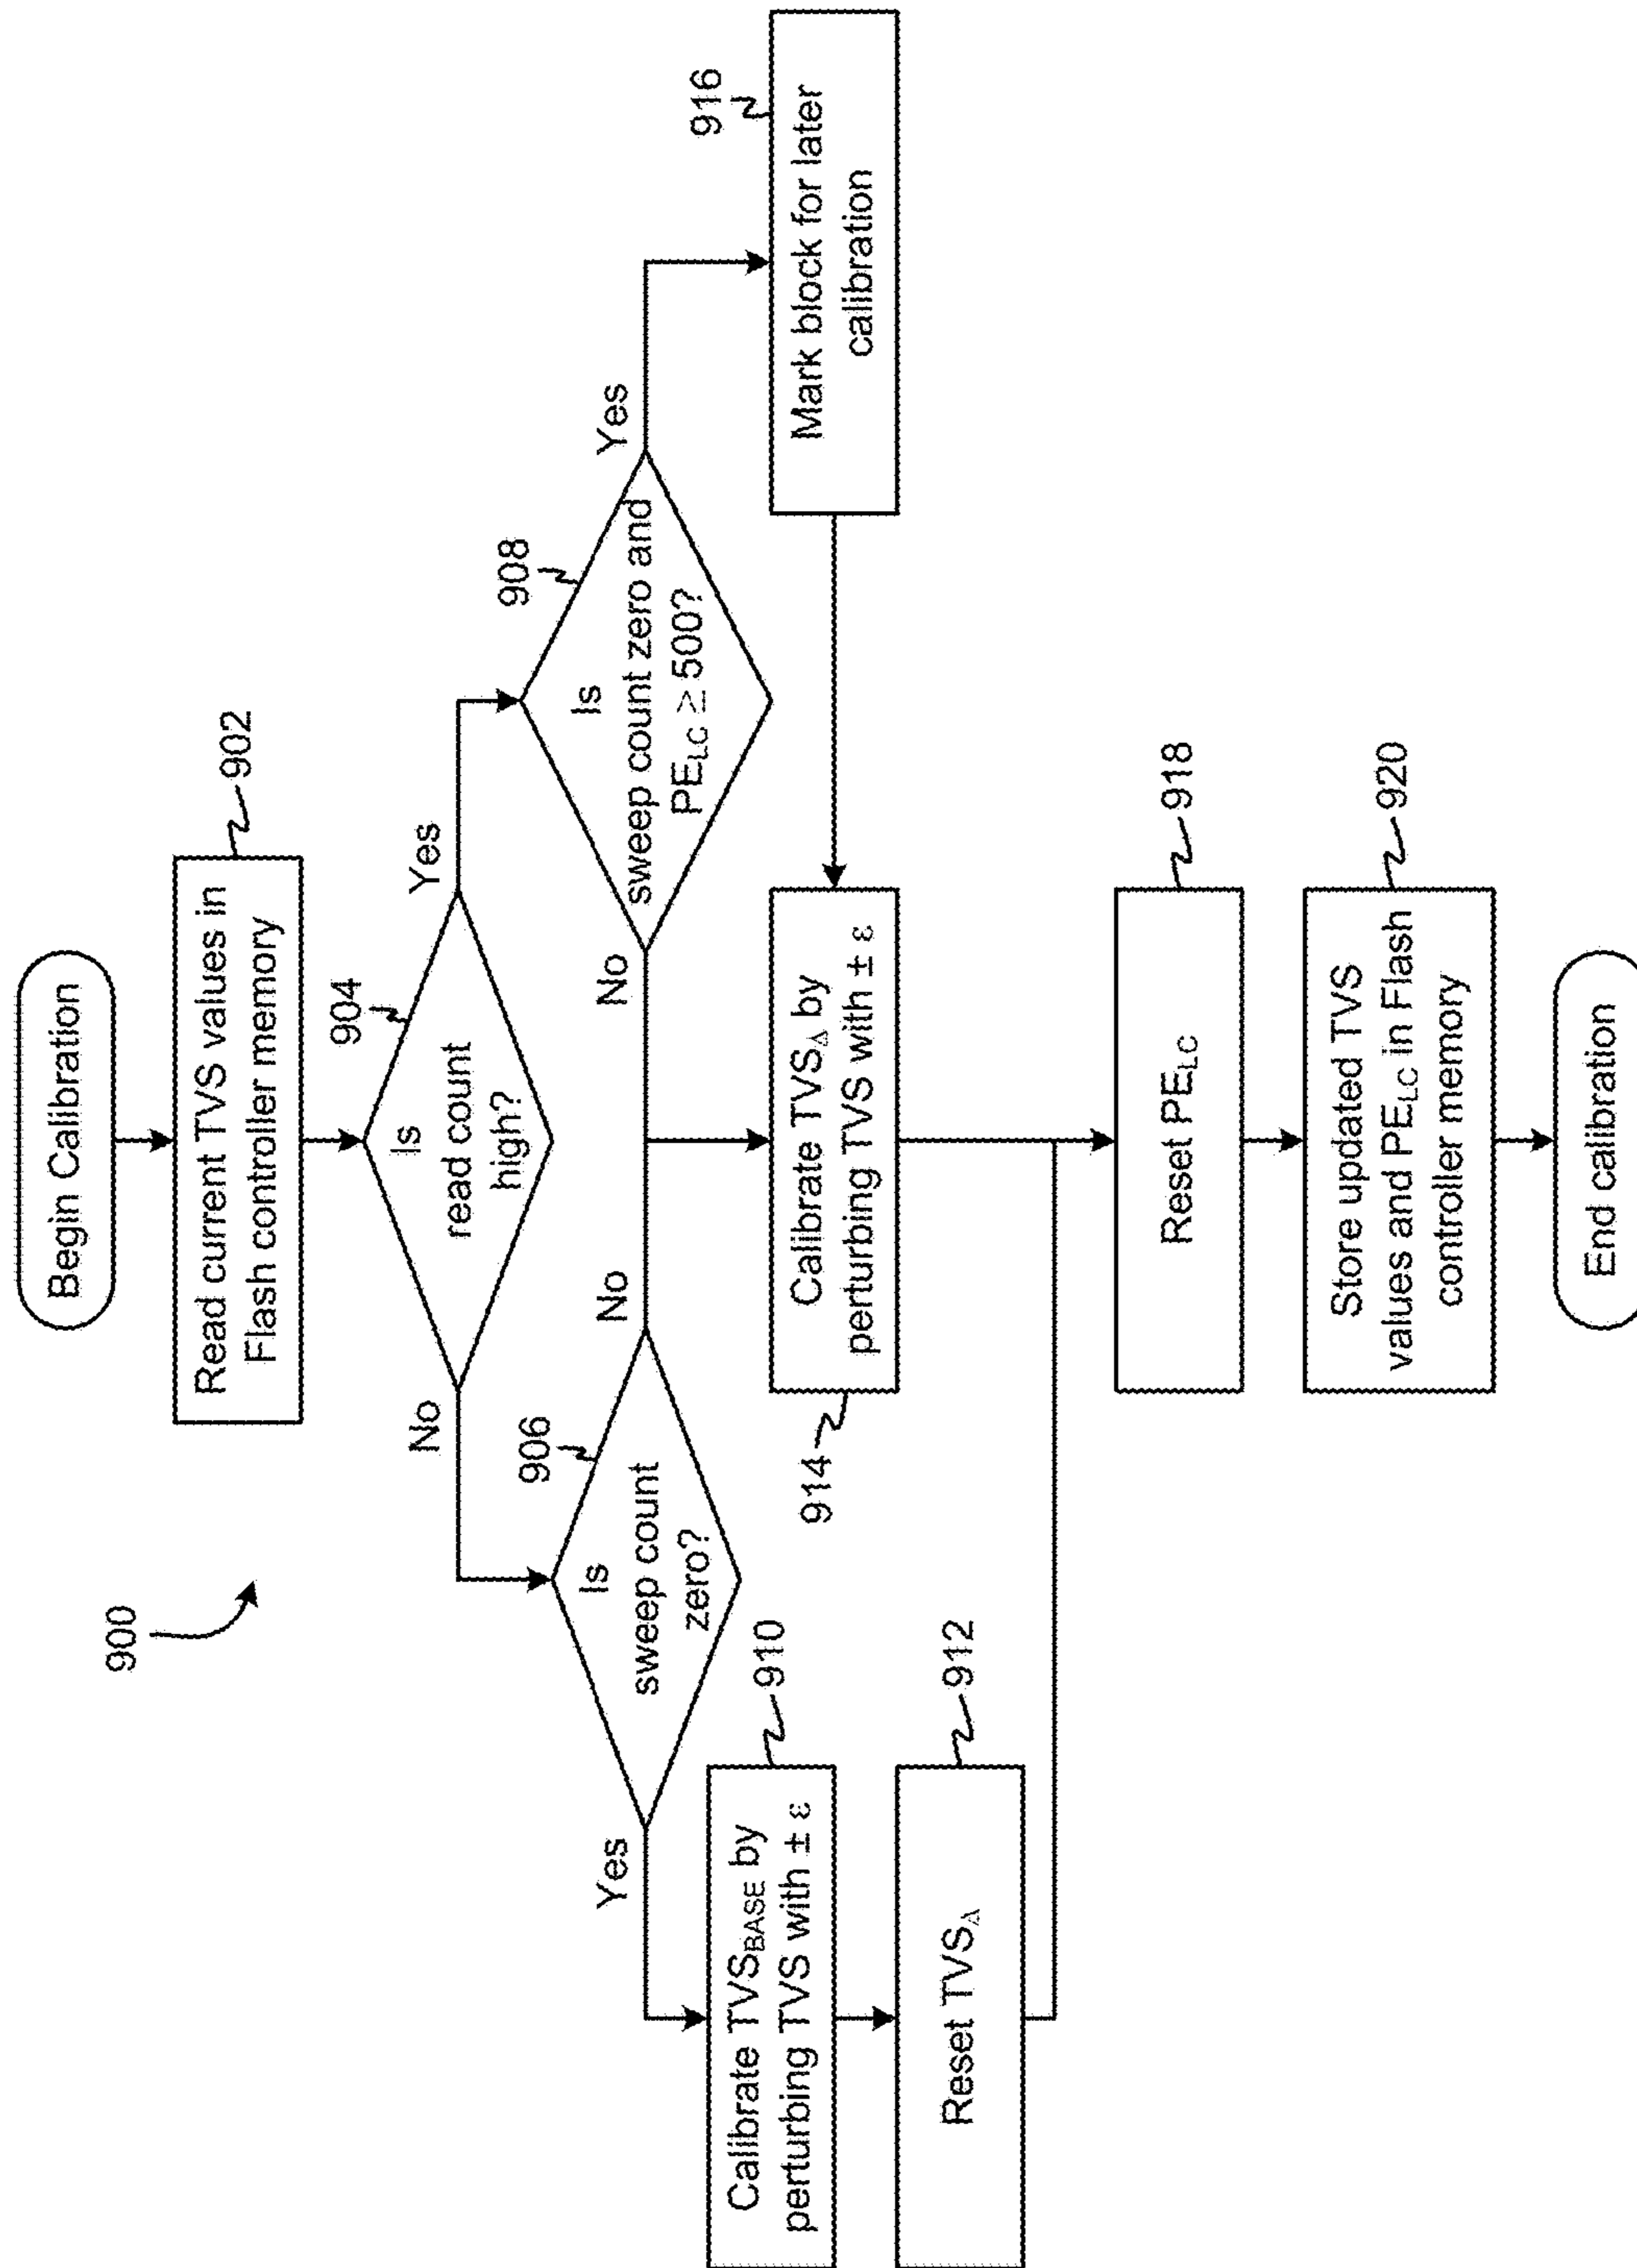 900
Begin Calibration
Read current TVS values in
Flash controller memory
902
Is
read count
high?
904
No
Yes
Is
sweep count
zero?
906
Is
sweep count zero and
PE_LC ≥ 500?
908
Yes
No
No
Yes
Calibrate TVS_BASE by
perturbing TVS with ± ε
910
Reset TVS_Δ
912
Calibrate TVS_Δ by
perturbing TVS with ± ε
914
Mark block for later
calibration
916
Reset PE_LC
918
Store updated TVS
values and PE_LC in Flash
controller memory
920
End calibration